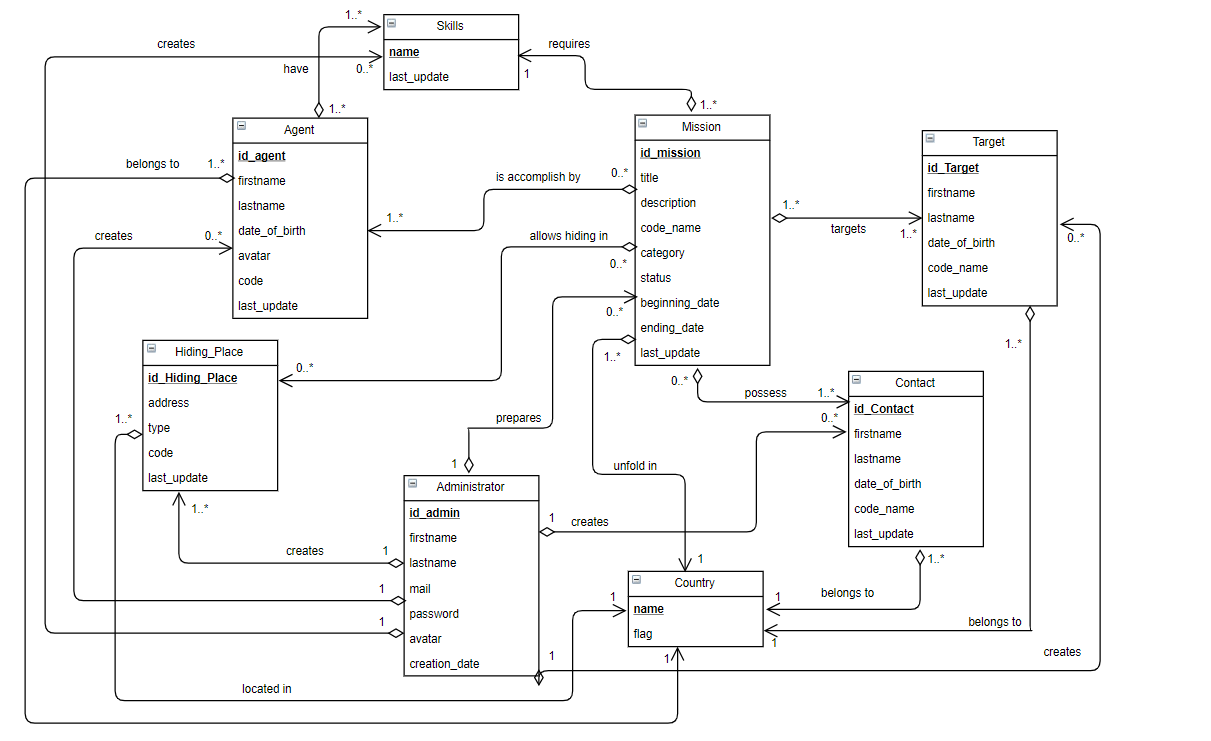 1..*
Skills
creates
requires
name
have
0..*
1
last_update
1..*
1..*
Agent
Mission
Target
id_agent
id_mission
belongs to
1..*
id_Target
firstname
is accomplish by
0..*
title
firstname
lastname
description
1..*
lastname
1..*
date_of_birth
code_name
targets
1..*
creates
0..*
allows hiding in
0..*
date_of_birth
avatar
category
0..*
code_name
code
status
last_update
last_update
beginning_date
0..*
ending_date
1..*
Hiding_Place
last_update
1..*
0..*
id_Hiding_Place
0..*
Contact
address
possess
1..*
id_Contact
1..*
type
prepares
0..*
firstname
code
1
unfold in
lastname
last_update
Administrator
date_of_birth
1..*
id_admin
1
creates
code_name
firstname
last_update
creates
1
lastname
1
1..*
Country
1
mail
1
name
1
belongs to
1
password
flag
belongs to
avatar
1
creation_date
1
1
creates
located in